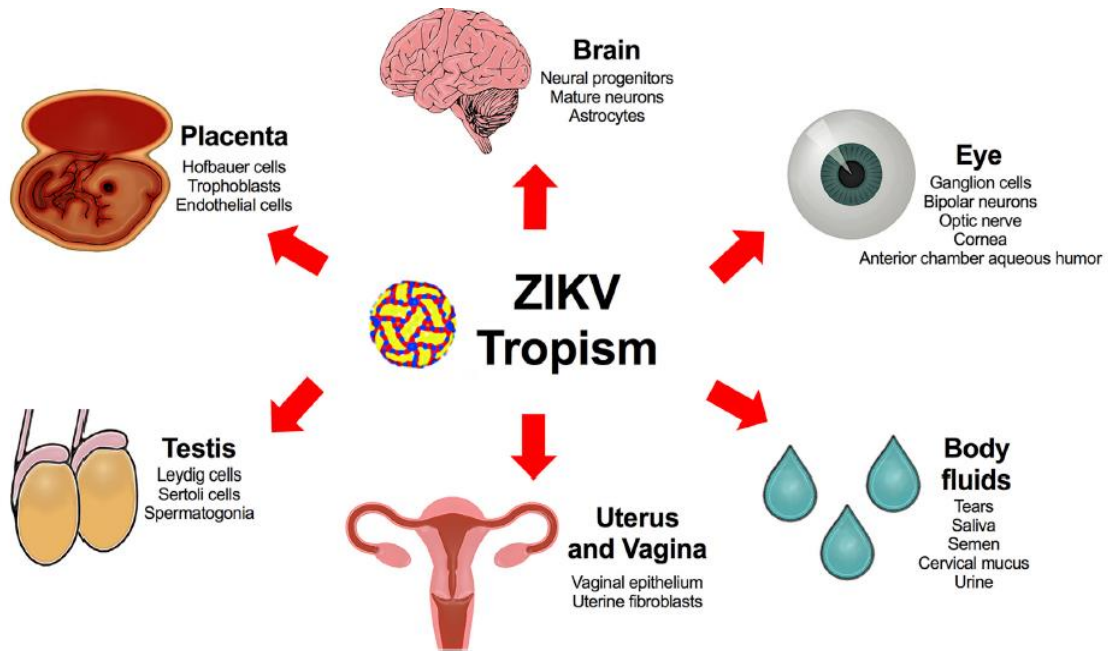 Brain
Neural progenitors
Mature neurons
Astrocytes
Placenta
Hofbauer cells
Trophoblasts
Endothelial cells
Eye
Ganglion cells
Bipolar neurons
Optic nerve
Cornea
Anterior chamber aqueous humor
ZIKV
Tropism
Testis
Leydig cells
Sertoli cells
Spermatogonia
Uterus
and Vagina
Vaginal epithelium
Uterine fibroblasts
Body
fluids
Tears
Saliva
Semen
Cervical mucus
Urine